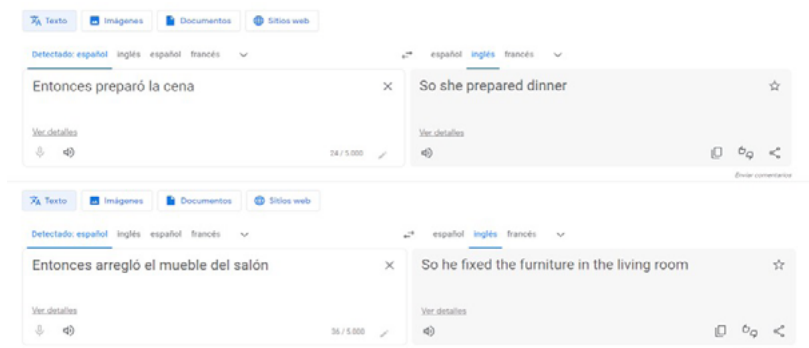 Texto Imágenes Documentos Sitios web
Detectado: español inglés español francés español inglés francés
Entonces preparó la cena So she prepared dinner
Ver detalles Ver detalles
24 / 5.000
Enviar comentarios
Texto Imágenes Documentos Sitios web
Detectado: español inglés español francés español inglés francés
Entonces arregló el mueble del salón So he fixed the furniture in the living room
Ver detalles Ver detalles
36 / 5.000